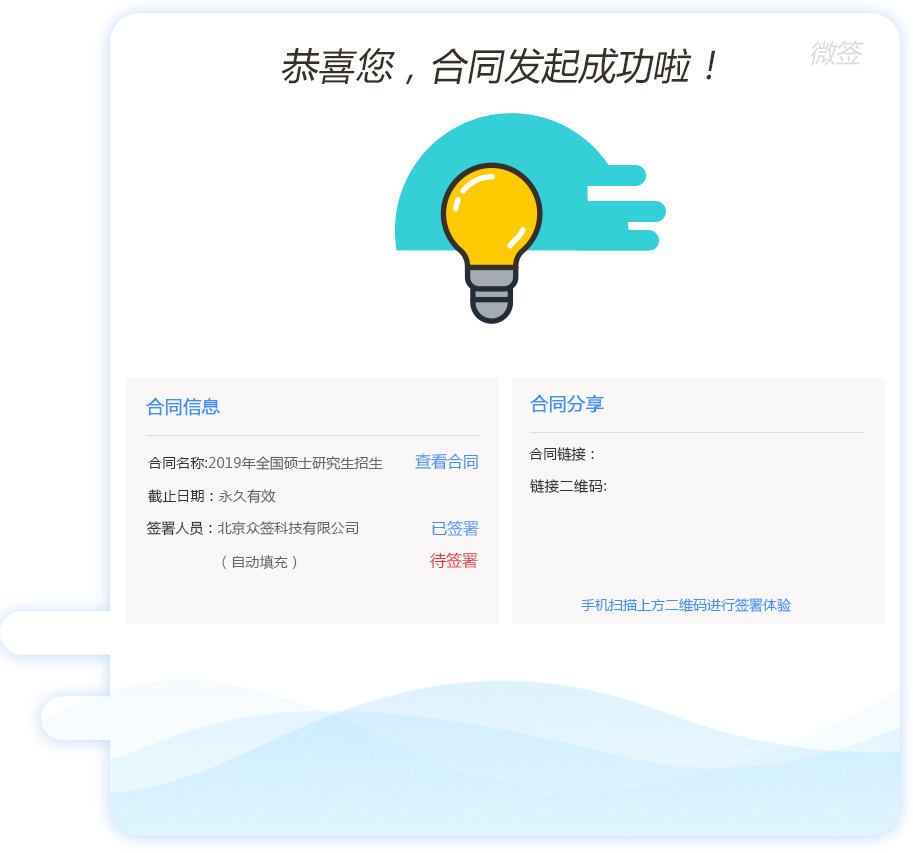 恭喜您，合同发起成功啦！
微签
合同信息
合同名称:2019年全国硕士研究生招生 查看合同
截止日期：永久有效
签署人员：北京众签科技有限公司 已签署
（自动填充） 待签署
合同分享
合同链接：
链接二维码:
手机扫描上方二维码进行签署体验